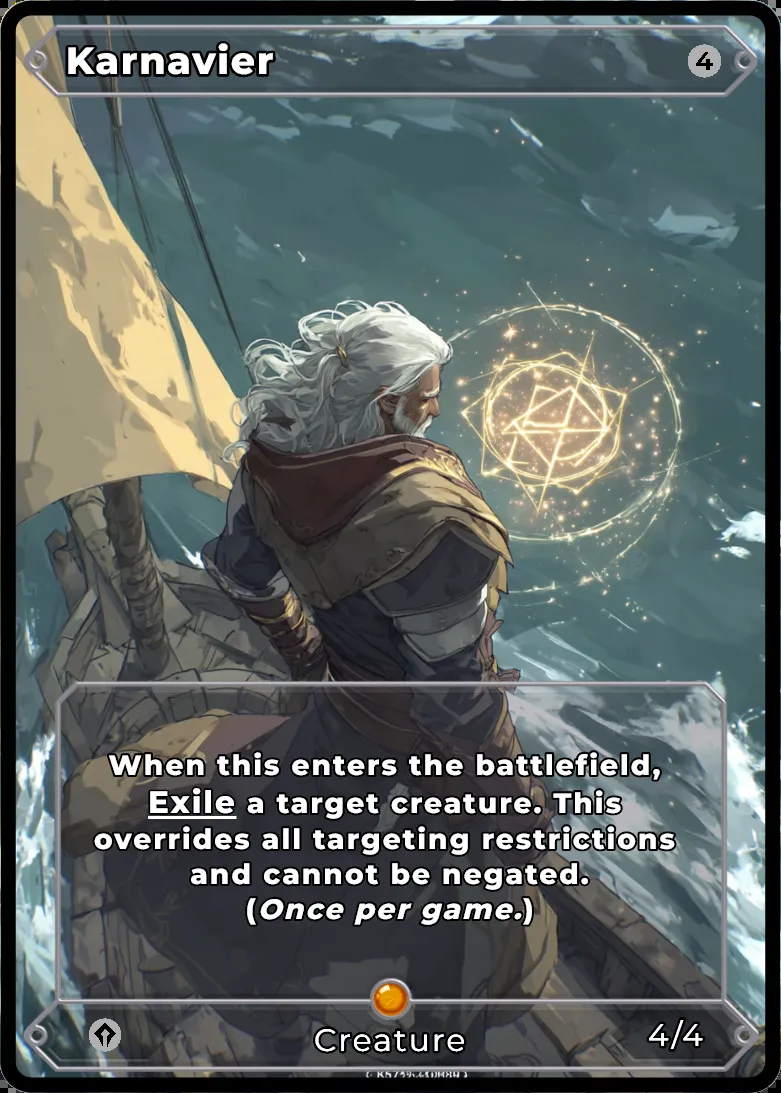 Karnavier
4
When this enters the battlefield,
Exile a target creature. This
overrides all targeting restrictions
and cannot be negated.
(Once per game.)
Creature
4/4